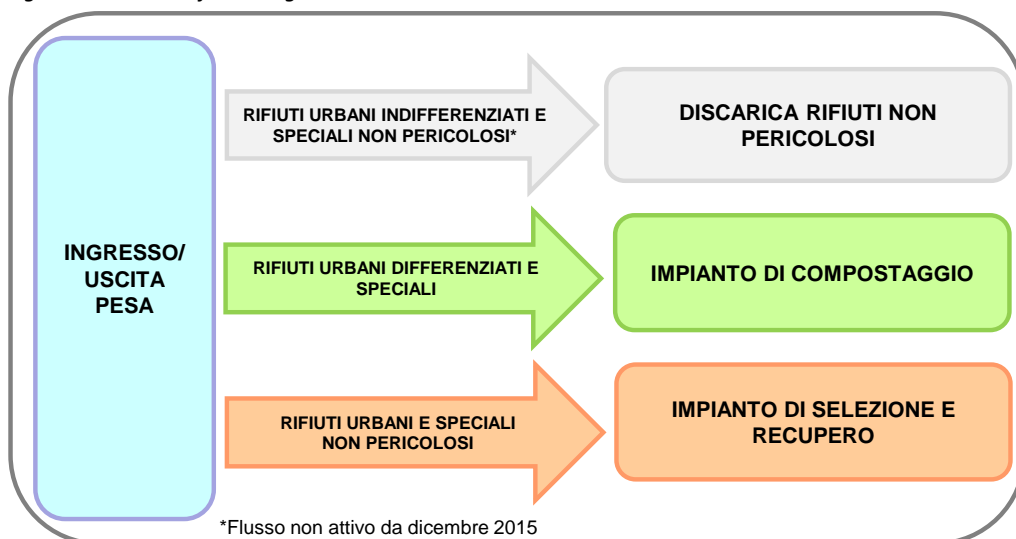 INGRESSO/
USCITA
PESA
RIFIUTI URBANI INDIFFERENZIATI E
SPECIALI NON PERICOLOSI*
DISCARICA RIFIUTI NON
PERICOLOSI
RIFIUTI URBANI DIFFERENZIATI E
SPECIALI
IMPIANTO DI COMPOSTAGGIO
RIFIUTI URBANI E SPECIALI
NON PERICOLOSI
IMPIANTO DI SELEZIONE E
RECUPERO
*Flusso non attivo da dicembre 2015